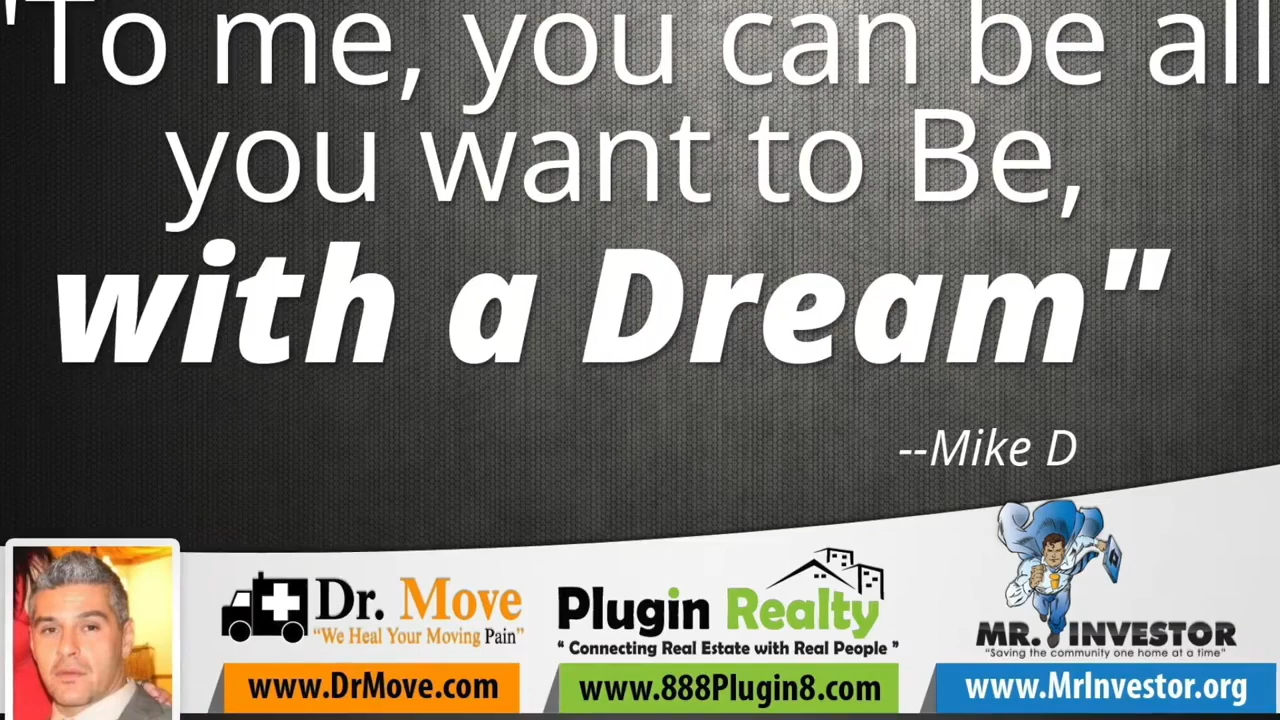 "To me, you can be all
you want to Be,
with a Dream"
--Mike D
Dr. Move
"We Heal Your Moving Pain"
www.DrMove.com
Plugin Realty
" Connecting Real Estate with Real People "
www.888Plugin8.com
MR. INVESTOR
"Saving the community one home at a time"
www.MrInvestor.org